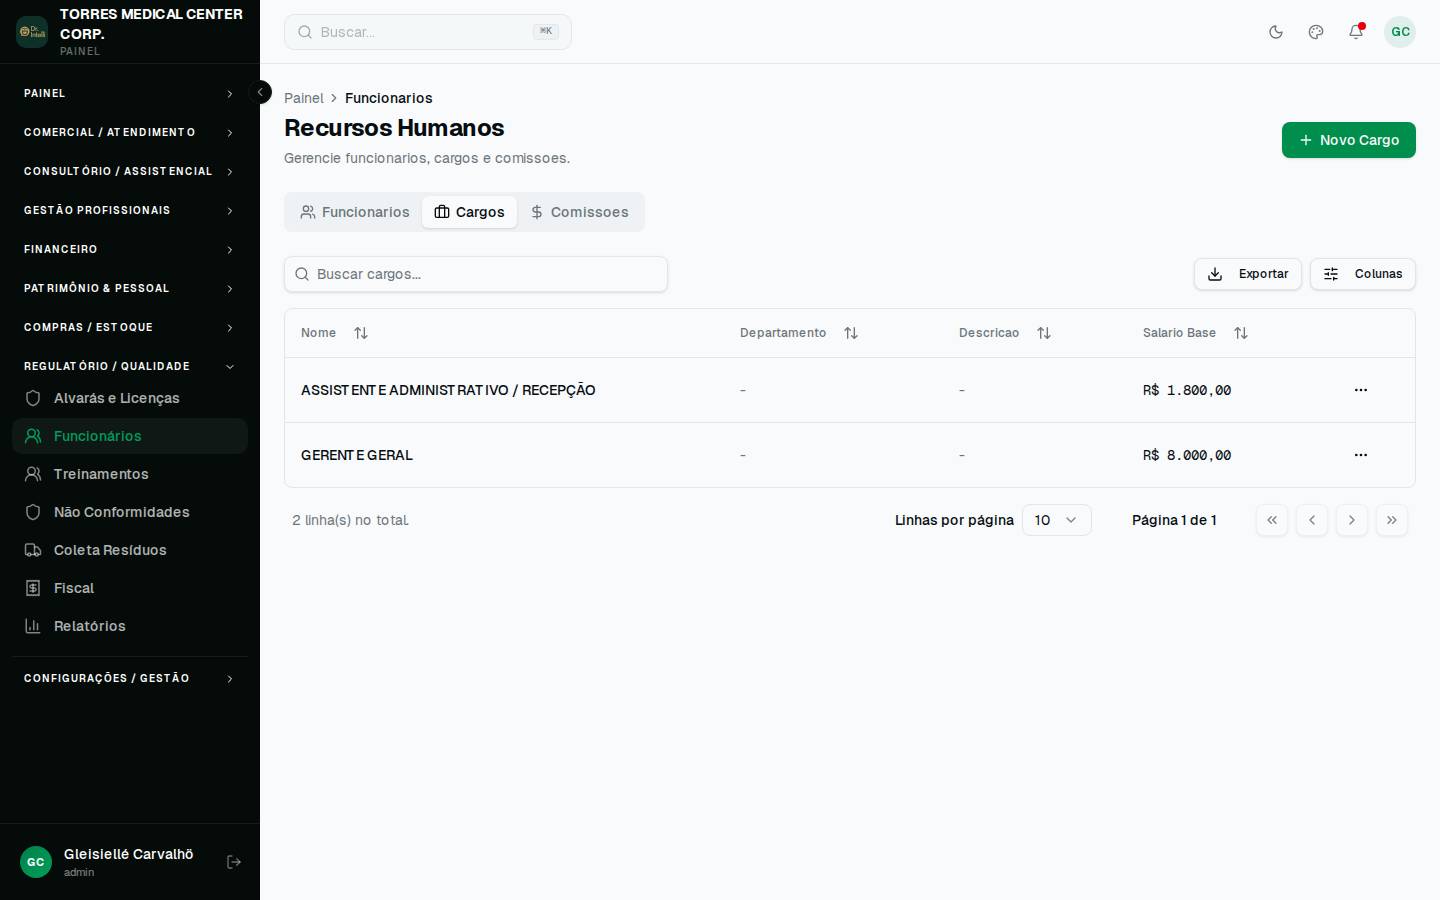 TORRES MEDICAL CENTER
CORP.
PAINEL
Dr.
Intelli
PAINEL
COMERCIAL / ATENDIMENTO
CONSULTÓRIO / ASSISTENCIAL
GESTÃO PROFISSIONAIS
FINANCEIRO
PATRIMÔNIO & PESSOAL
COMPRAS / ESTOQUE
REGULATÓRIO / QUALIDADE
Alvarás e Licenças
Funcionários
Treinamentos
Não Conformidades
Coleta Resíduos
Fiscal
Relatórios
CONFIGURAÇÕES / GESTÃO
GC
Gleisiellé Carvalhö
admin
Buscar...
⌘K
GC
Painel
Funcionarios
Recursos Humanos
Gerencie funcionarios, cargos e comissoes.
Novo Cargo
Funcionarios
Cargos
Comissoes
Buscar cargos...
Exportar
Colunas
Nome
Departamento
Descricao
Salario Base
ASSISTENTE ADMINISTRATIVO / RECEPÇÃO
-
-
R$ 1.800,00
GERENTE GERAL
-
-
R$ 8.000,00
2 linha(s) no total.
Linhas por página
10
Página 1 de 1